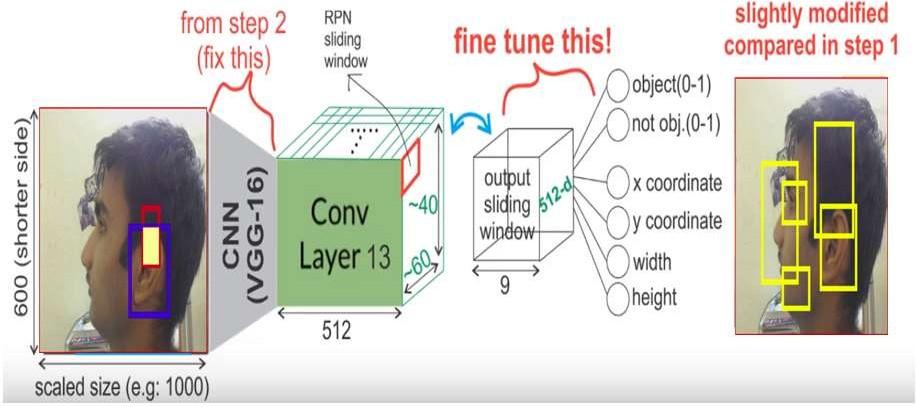 from step 2
(fix this)
RPN
sliding
window
fine tune this!
slightly modified
compared in step 1
600 (shorter side)
scaled size (e.g: 1000)
CNN
(VGG-16)
Conv
Layer 13
512
~40
~60
output
sliding
window
512-d
9
object(0-1)
not obj.(0-1)
x coordinate
y coordinate
width
height